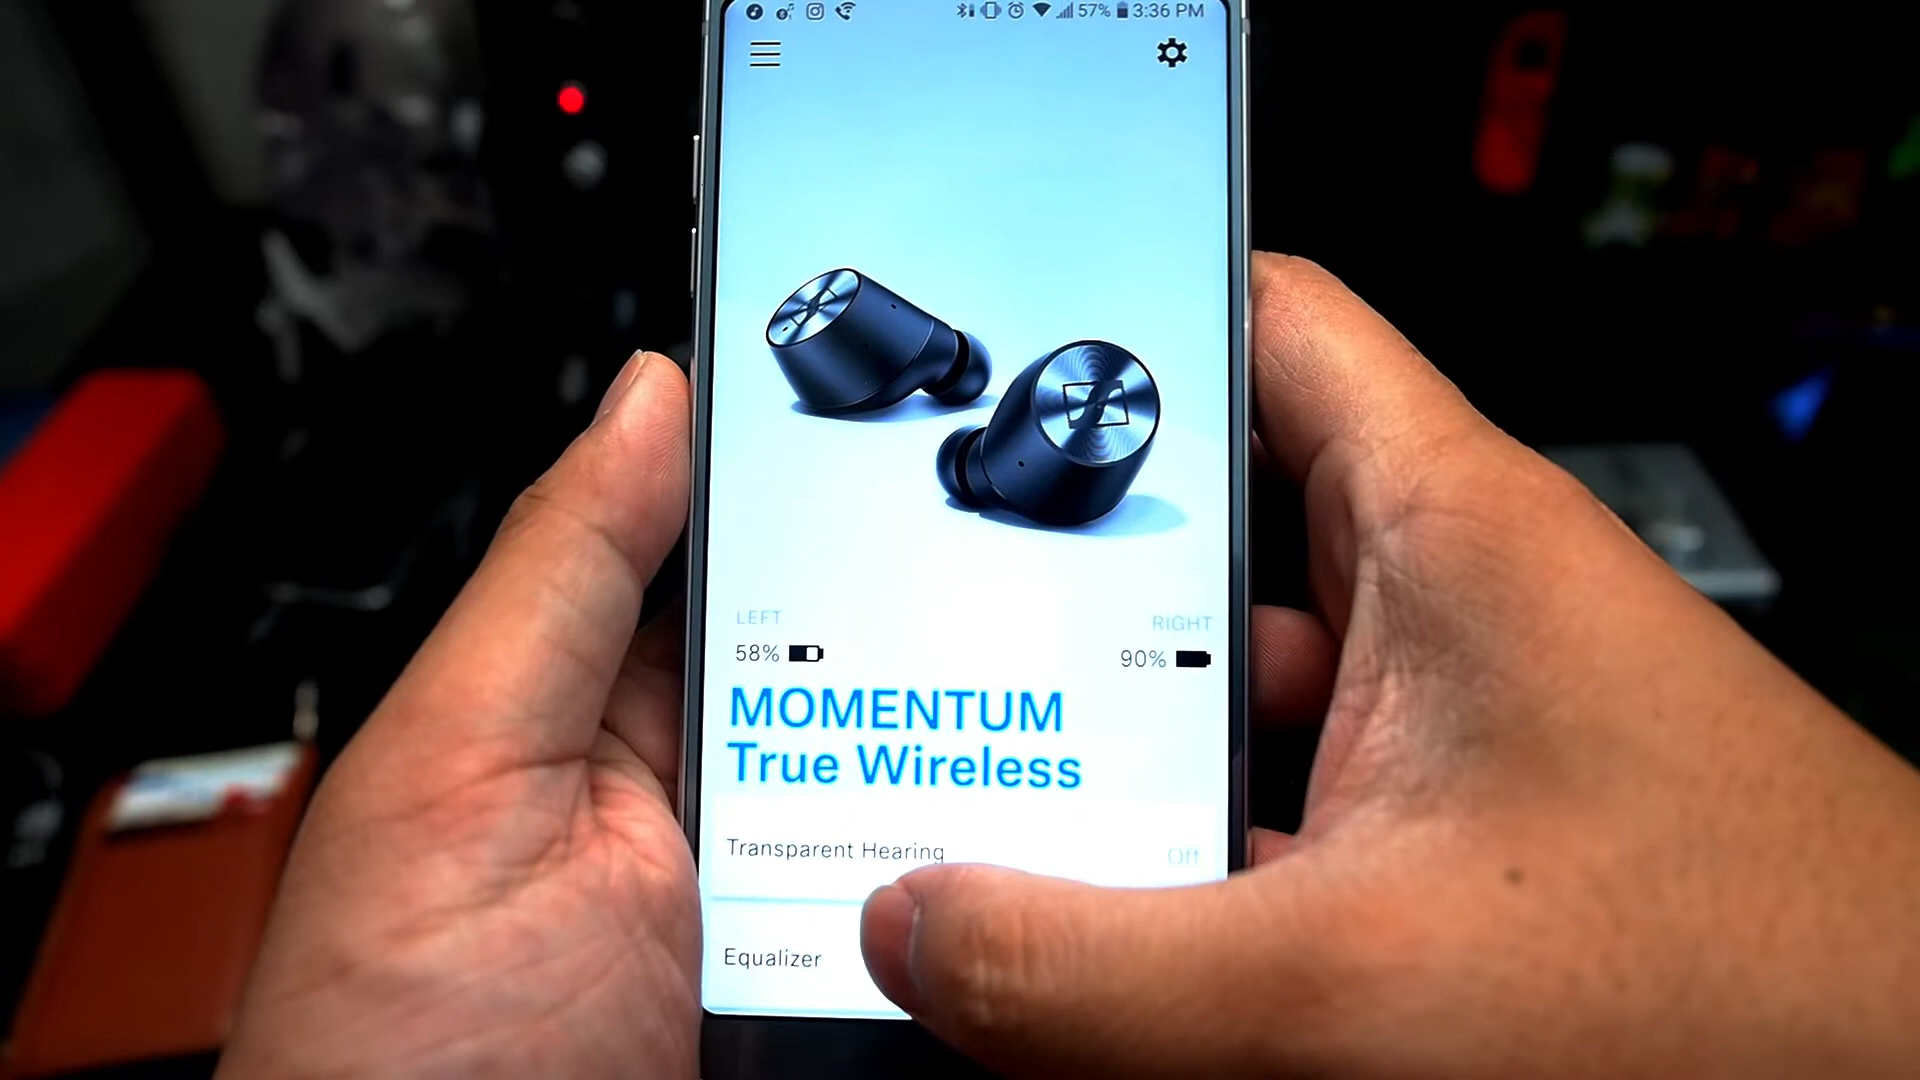 57% 3:36 PM
LEFT
RIGHT
58%
90%
MOMENTUM
True Wireless
Transparent Hearing
Off
Equalizer